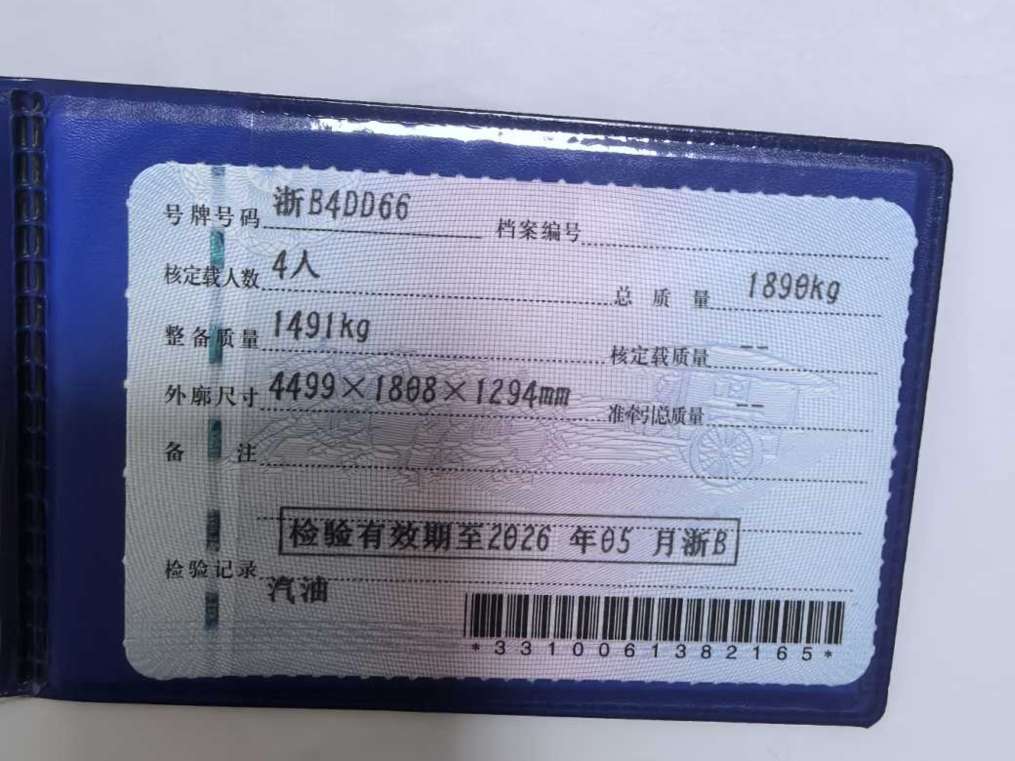 号牌号码 浙B4DD66 档案编号
核定载人数 4人 总质量 1890kg
整备质量 1491kg 核定载质量 --
外廓尺寸 4499×1808×1294mm 准牵引总质量 --
备注
检验有效期至2026年05月浙B
检验记录
汽油
*3310061382165*